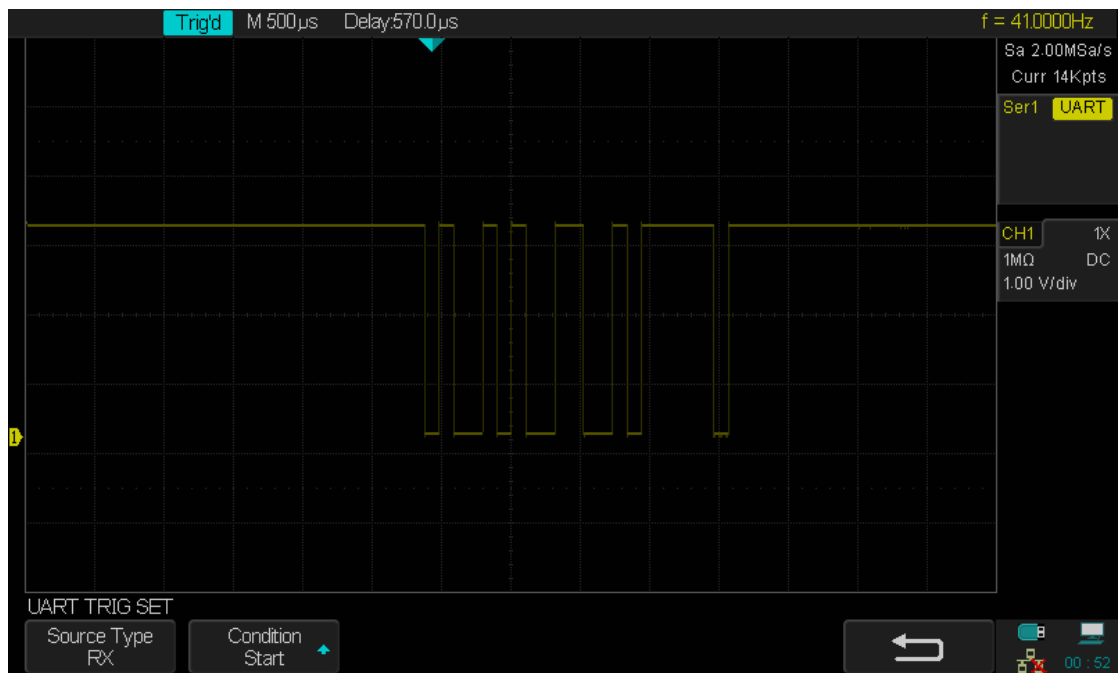 Trig'd M 500µs Delay:570.0µs f = 41.0000Hz
Sa 2.00MSa/s
Curr 14Kpts
Ser1 UART
CH1 1X
1MΩ DC
1.00 V/div
1
UART TRIG SET
Source Type
RX
Condition
Start
00 : 52